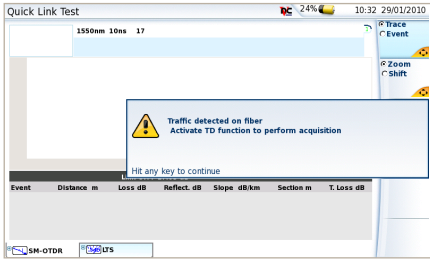 Quick Link Test DC 24% 10:32 29/01/2010
1550nm 10ns 17
Trace
Event
Zoom
Shift
Traffic detected on fiber
Activate TD function to perform acquisition
Hit any key to continue
Event Distance m Loss dB Reflect. dB Slope dB/km Section m T. Loss dB
SM-OTDR LTS